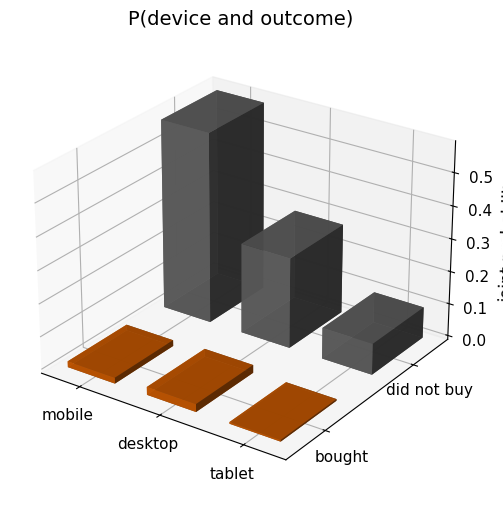 P(device and outcome)
0.5
0.4
0.3
0.2
0.1
0.0
mobile
desktop
tablet
did not buy
bought